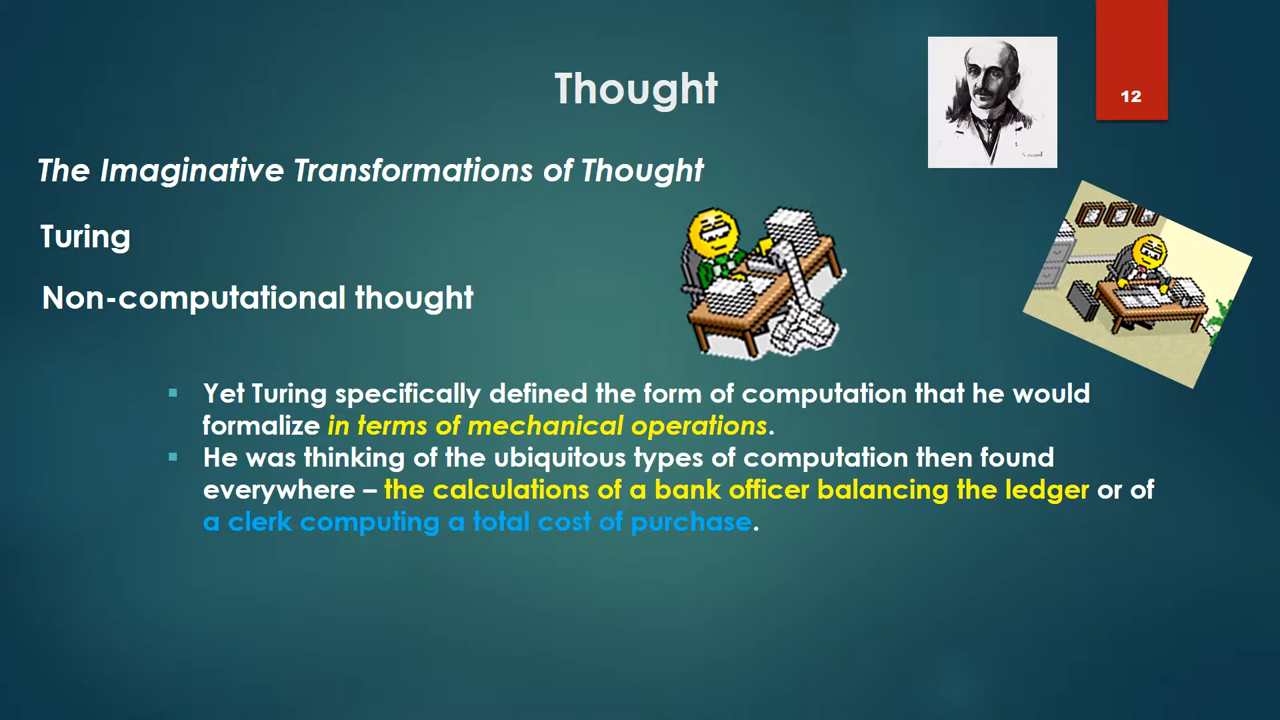 Thought
12
The Imaginative Transformations of Thought
Turing
Non-computational thought
▪ Yet Turing specifically defined the form of computation that he would
formalize in terms of mechanical operations.
▪ He was thinking of the ubiquitous types of computation then found
everywhere – the calculations of a bank officer balancing the ledger or of
a clerk computing a total cost of purchase.